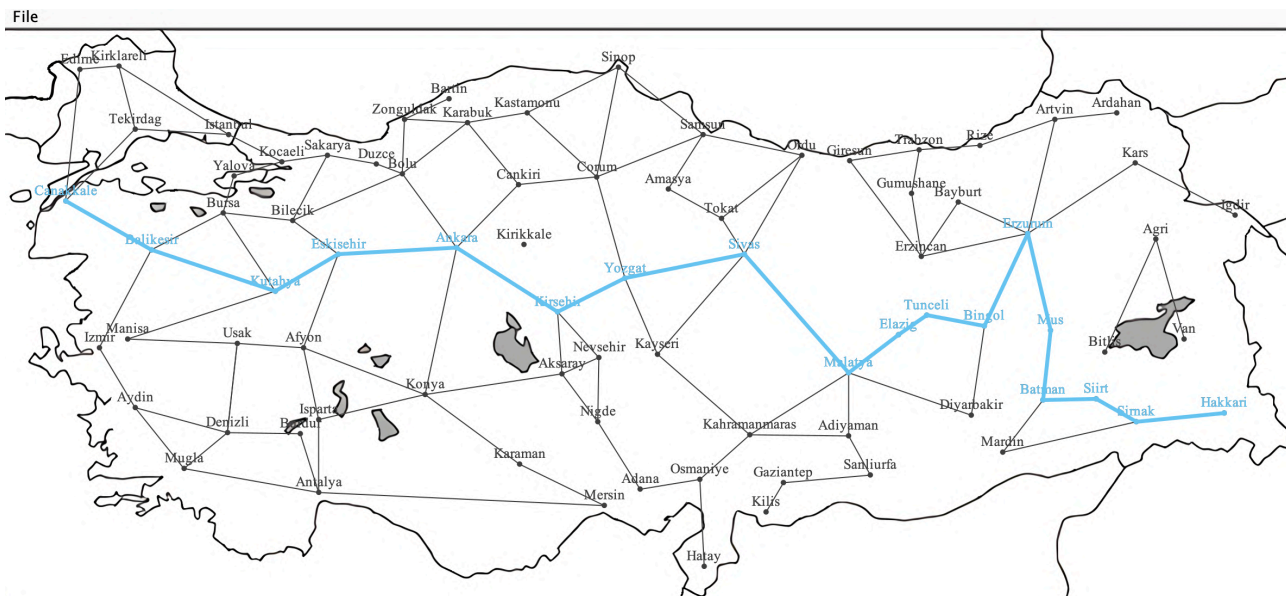 File
Edirne
Kirklareli
Sinop
Bartin
Zonguldak
Karabuk
Kastamonu
Artvin
Ardahan
Tekirdag
Istanbul
Samsun
Kocaeli
Sakarya
Duzce
Bolu
Ordu
Giresun
Trabzon
Rize
Kars
Yalova
Cankiri
Corum
Amasya
Gumushane
Bayburt
Canakkale
Bursa
Bilecik
Tokat
Igdir
Balikesir
Eskisehir
Ankara
Kirikkale
Sivas
Erzincan
Erzurum
Agri
Kutahya
Yozgat
Kirsehir
Tunceli
Elazig
Bingol
Mus
Van
Izmir
Manisa
Usak
Afyon
Nevsehir
Kayseri
Bitlis
Aksaray
Malatya
Konya
Aydin
Denizli
Isparta
Burdur
Nigde
Kahramanmaras
Adiyaman
Diyarbakir
Batman
Siirt
Sirnak
Hakkari
Mardin
Mugla
Antalya
Karaman
Mersin
Adana
Osmaniye
Gaziantep
Sanliurfa
Kilis
Hatay